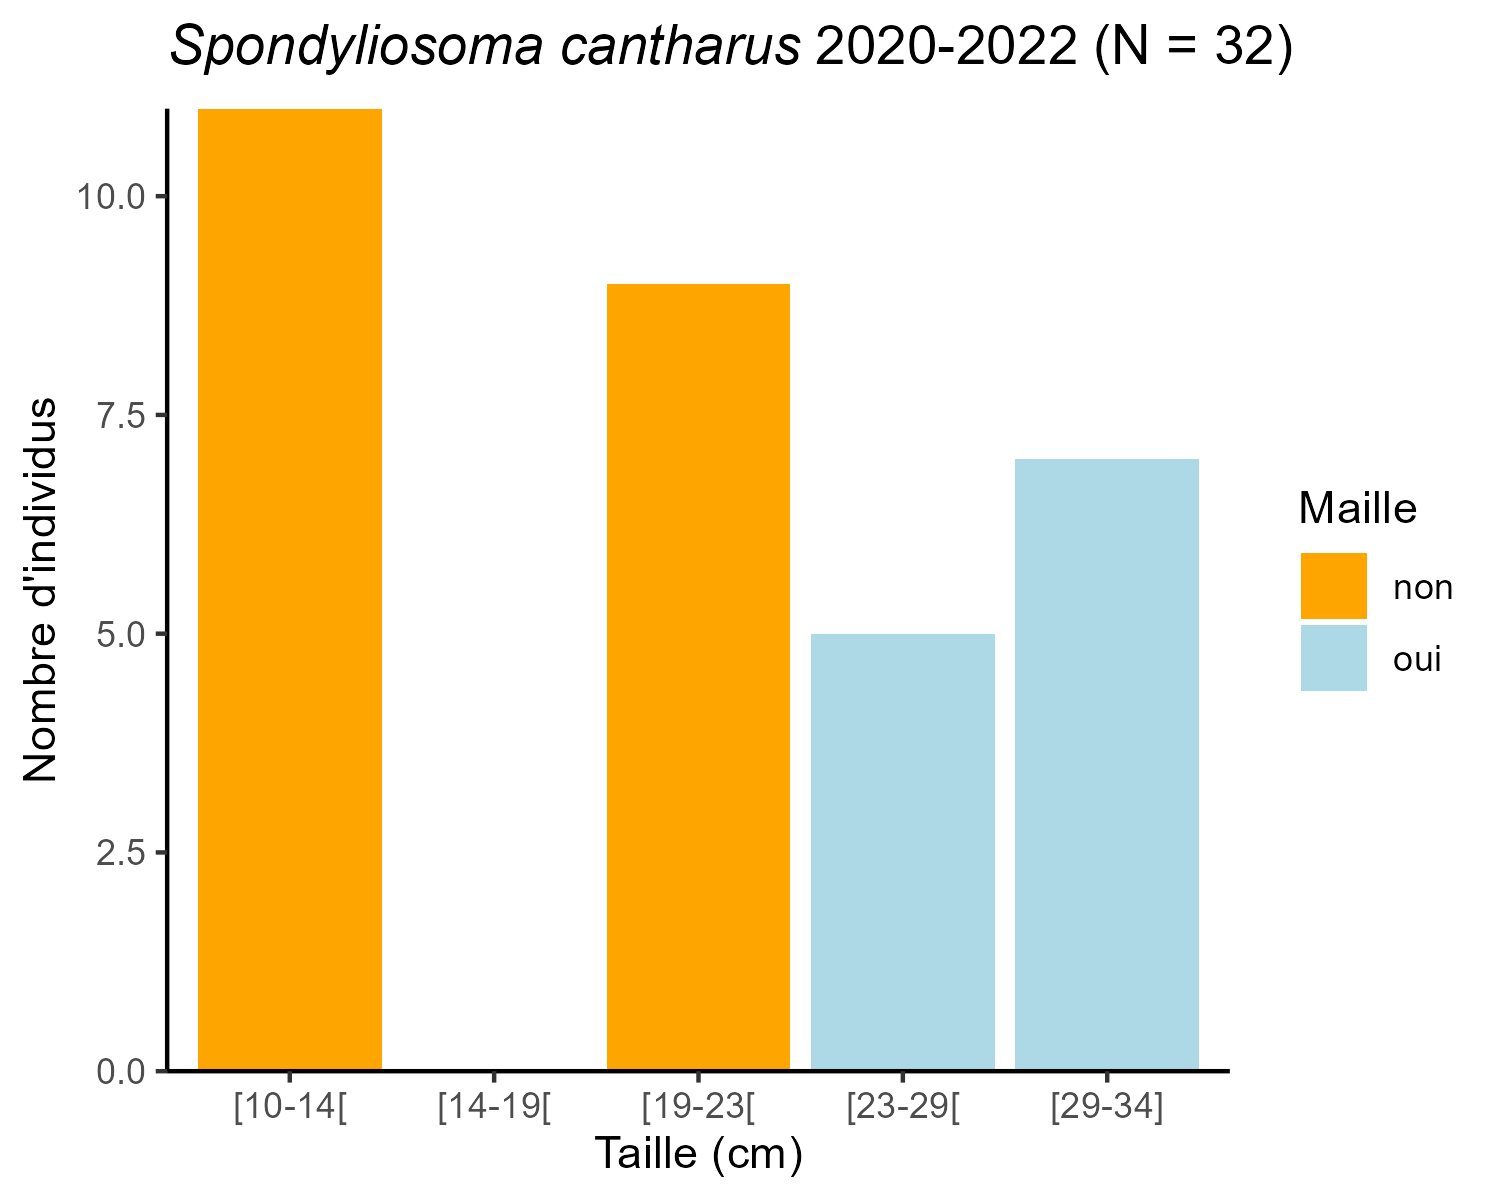 Spondyliosoma cantharus 2020-2022 (N = 32)
Nombre d'individus
10.0
7.5
5.0
2.5
0.0
[10-14[
[14-19[
[19-23[
[23-29[
[29-34]
Taille (cm)
Maille
non
oui